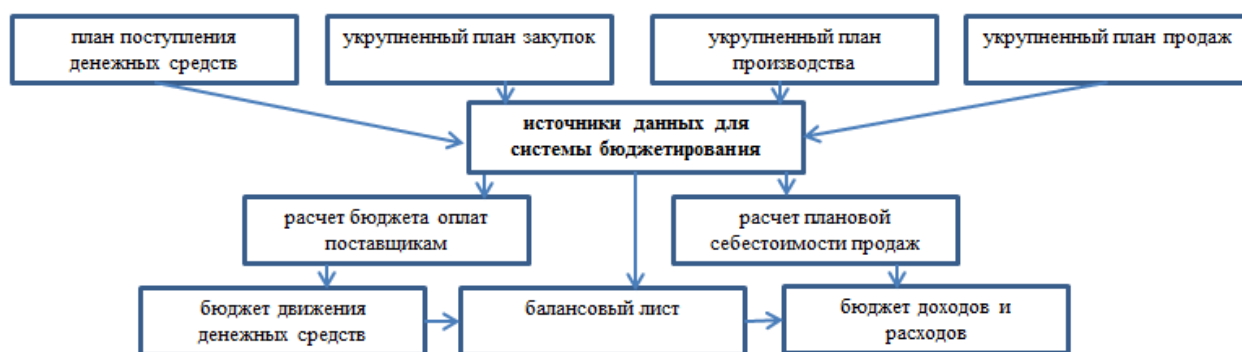 план поступления
денежных средств
укрупненный план закупок
укрупненный план
производства
укрупненный план продаж
источники данных для
системы бюджетирования
расчет бюджета оплат
поставщикам
расчет плановой
себестоимости продаж
бюджет движения
денежных средств
балансовый лист
бюджет доходов и
расходов